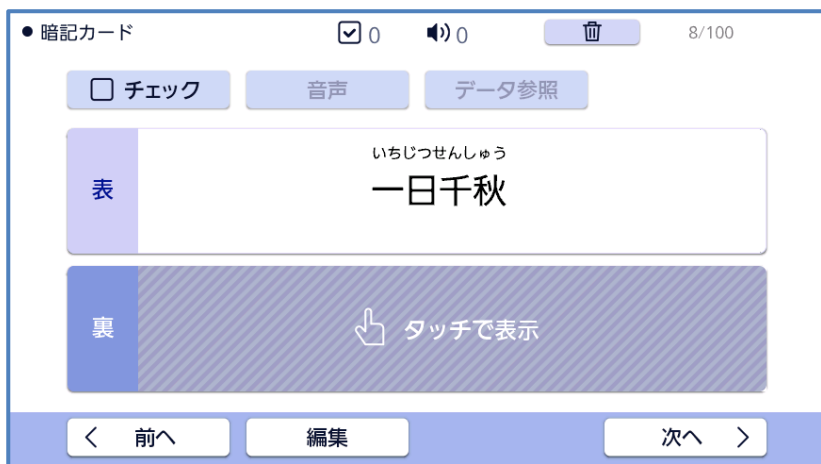 ● 暗記カード 0 0 8/100
チェック 音声 データ参照
表
いちじつせんしゅう
一日千秋
裏 タッチで表示
前へ 編集 次へ